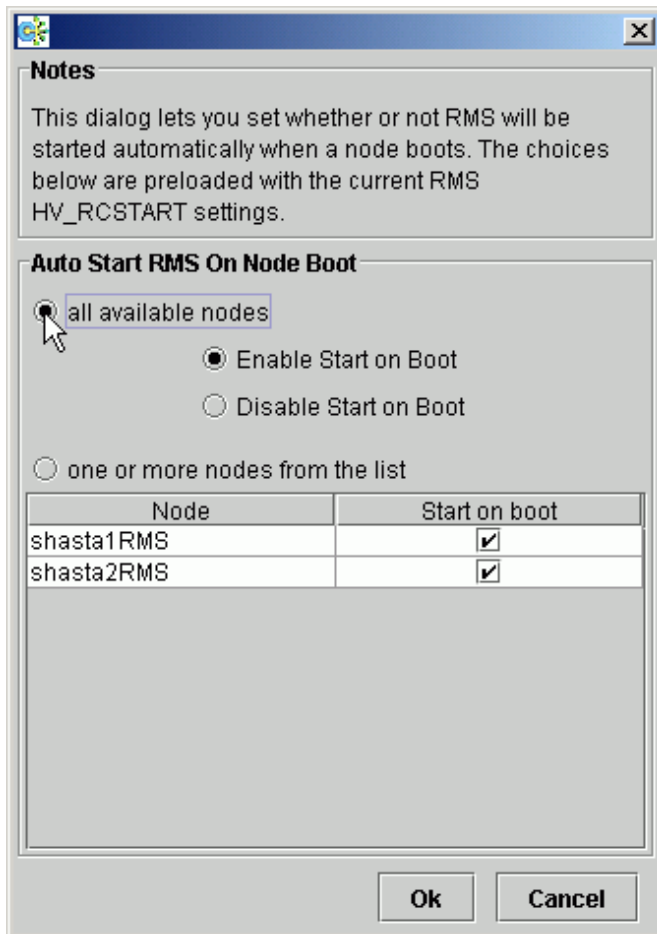 Notes
This dialog lets you set whether or not RMS will be
started automatically when a node boots. The choices
below are preloaded with the current RMS
HV_RCSTART settings.
Auto Start RMS On Node Boot
all available nodes
Enable Start on Boot
Disable Start on Boot
one or more nodes from the list
Node Start on boot
shasta1RMS
shasta2RMS
Ok Cancel